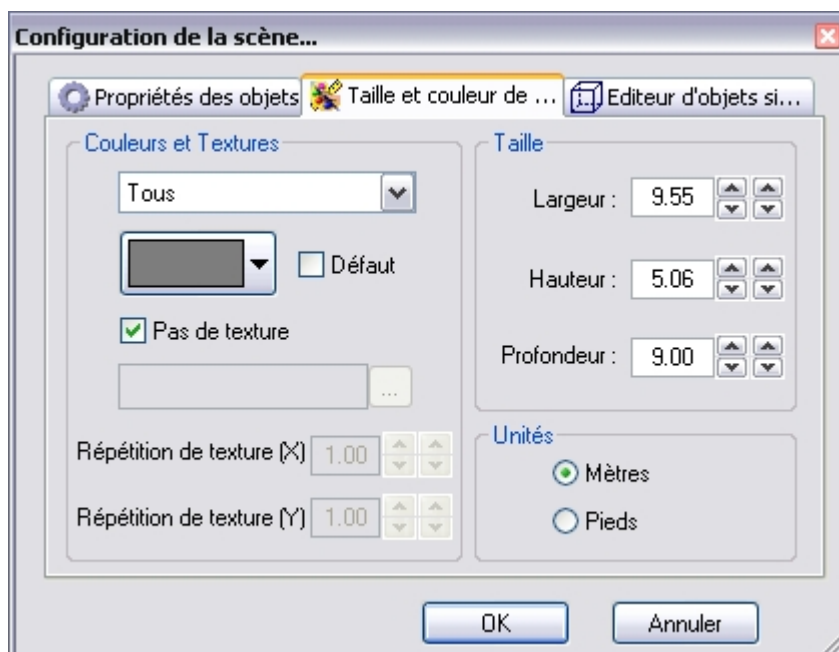 Configuration de la scène...
Propriétés des objets
Taille et couleur de ...
Editeur d'objets si...
Couleurs et Textures
Tous
Défaut
Pas de texture
...
Répétition de texture (X) 1.00
Répétition de texture (Y) 1.00
Taille
Largeur : 9.55
Hauteur : 5.06
Profondeur : 9.00
Unités
Mètres
Pieds
OK
Annuler